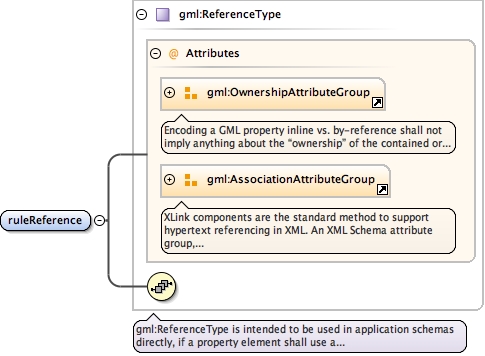 gml:ReferenceType
@ Attributes
gml:OwnershipAttributeGroup
Encoding a GML property inline vs. by-reference shall not
imply anything about the “ownership” of the contained or...
gml:AssociationAttributeGroup
XLink components are the standard method to support
hypertext referencing in XML. An XML Schema attribute
group,...
ruleReference
gml:ReferenceType is intended to be used in application schemas
directly, if a property element shall use a...